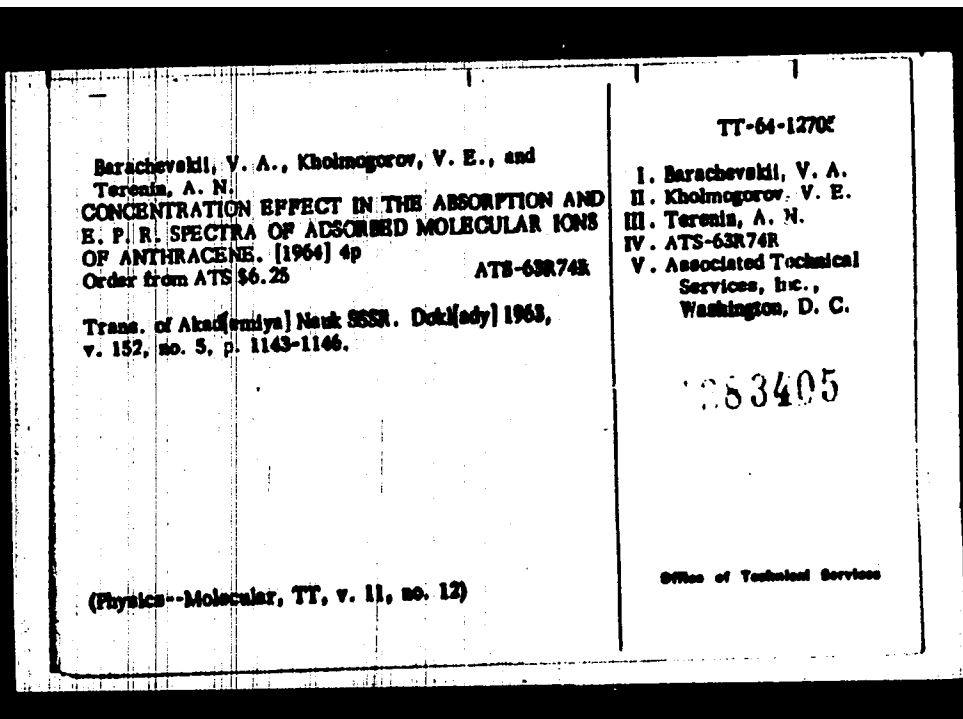 Barachevskii, V. A., Kholmogorov, V. E., and
Terenin, A. N.
CONCENTRATION EFFECT IN THE ABSORPTION AND
E. P. R. SPECTRA OF ADSORBED MOLECULAR IONS
OF ANTHRACENE. [1964] 4p
Order from ATS $6.25 ATS-63R74R
Trans. of Akad[emiya] Nauk SSSR. Dokl[ady] 1963,
v. 152, no. 5, p. 1143-1146.
(Physics--Molecular, TT, v. 11, no. 12)
TT-64-12705
I. Barachevskii, V. A.
II. Kholmogorov, V. E.
III. Terenin, A. N.
IV. ATS-63R74R
V. Associated Technical
Services, Inc.,
Washington, D. C.
83405
Office of Technical Services